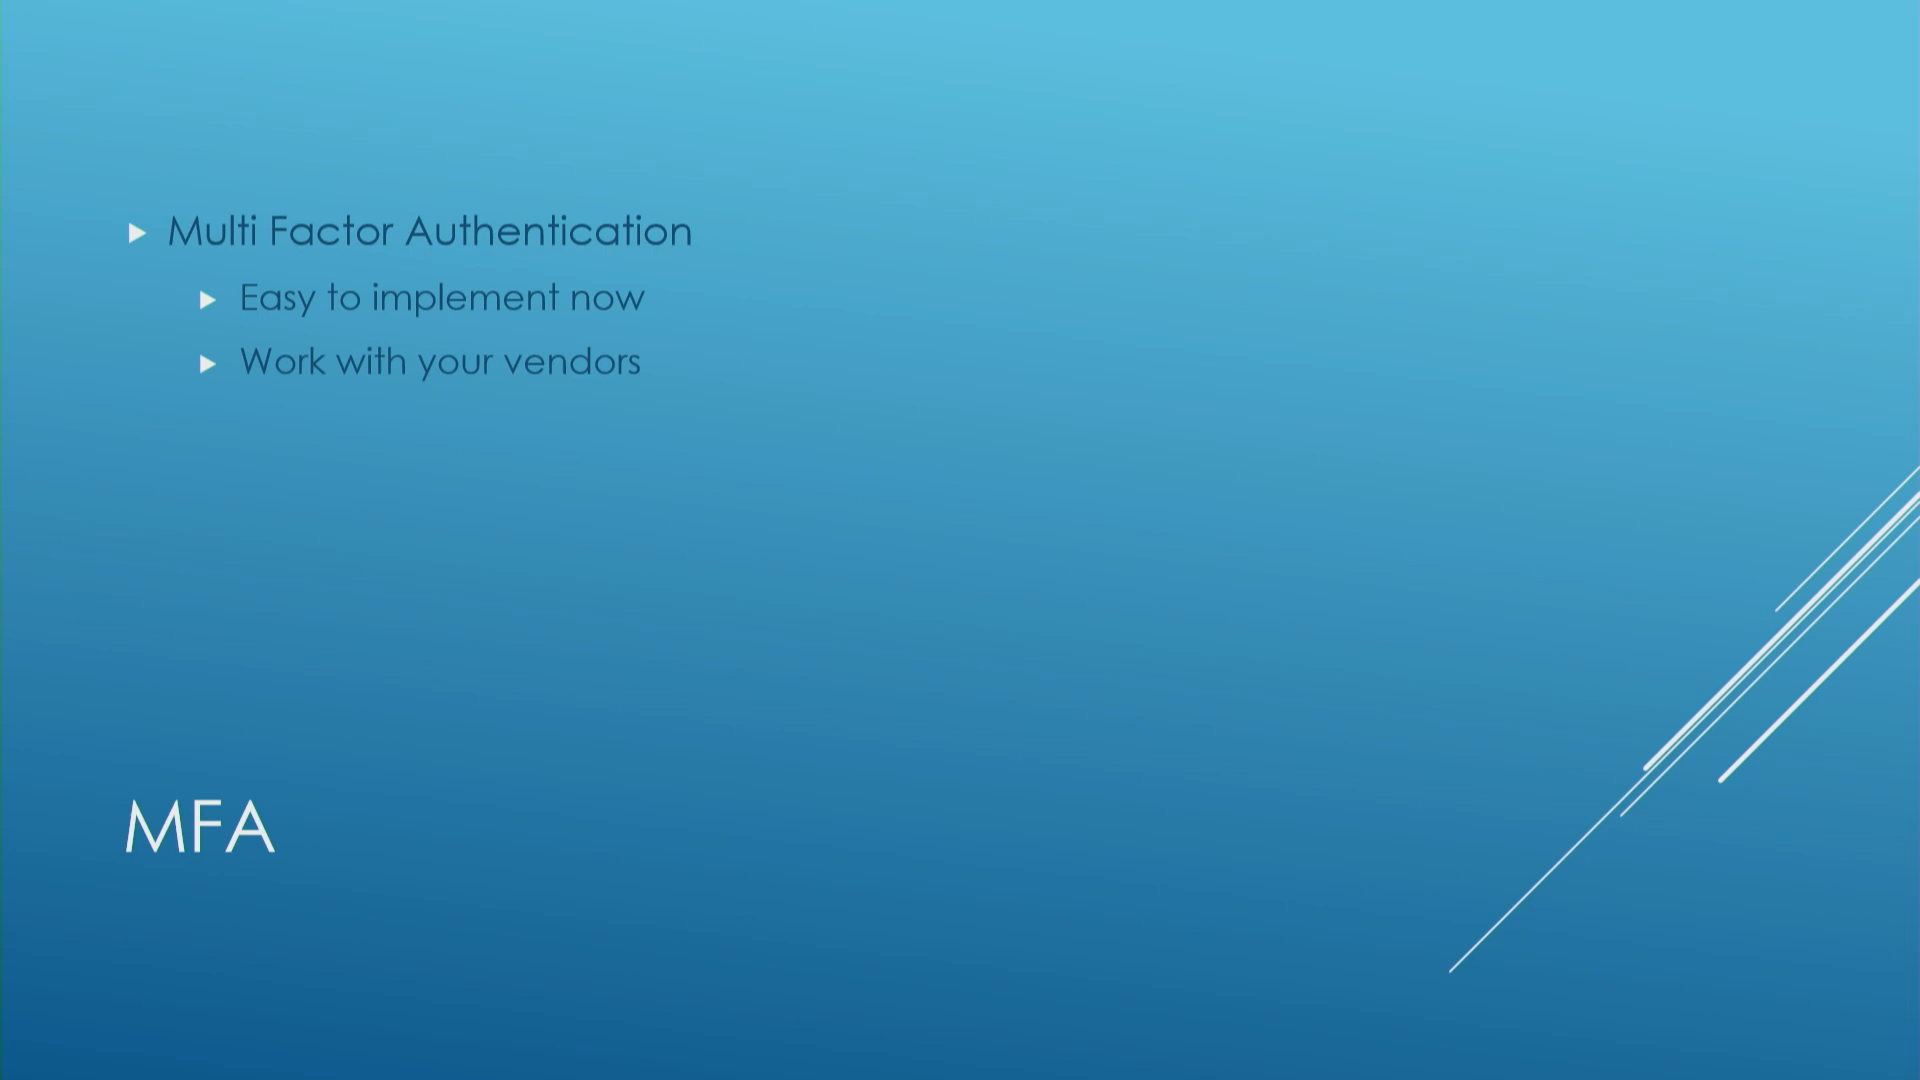 Multi Factor Authentication
Easy to implement now
Work with your vendors
MFA